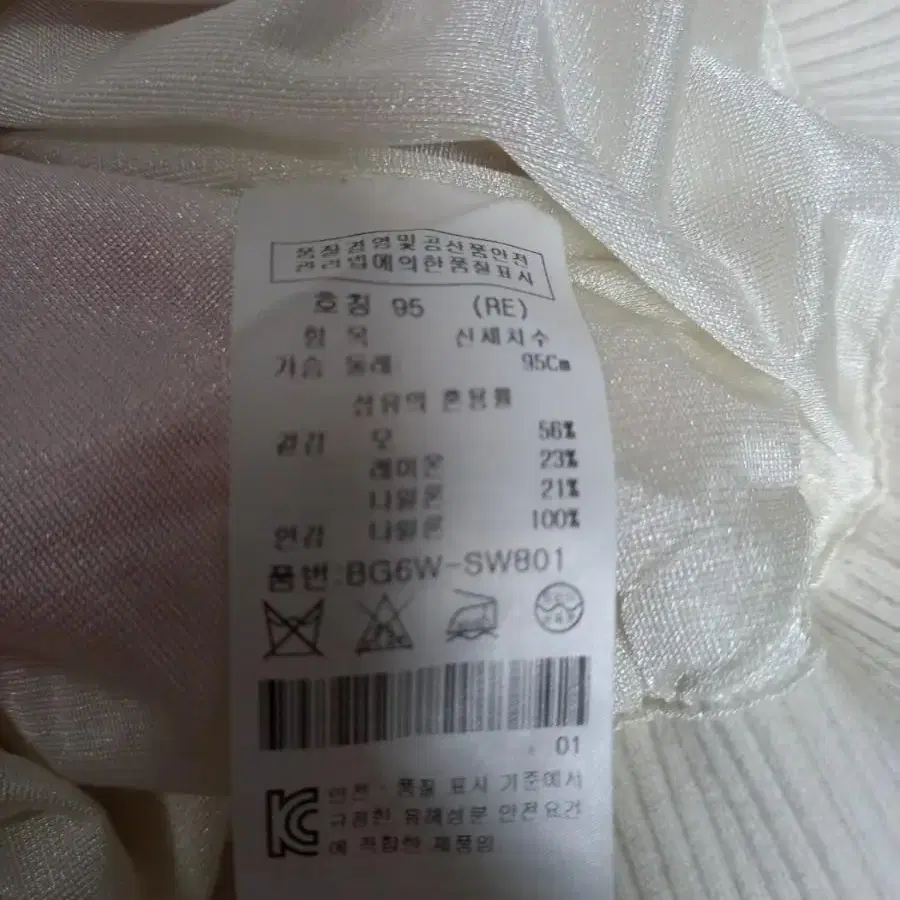 품질경영및공산품안전
관리법에의한품질표시
호칭 95 (RE)
항 목 신체치수
가슴 둘레: 95Cm
섬유의 혼용률
겉감 모 56%
레이온 23%
나일론 21%
안감 나일론 100%
품번:BG6W-SW801
01
안전·품질 표시 기준에서
규정한 유해성분 안전요건
에 적합한 제품임